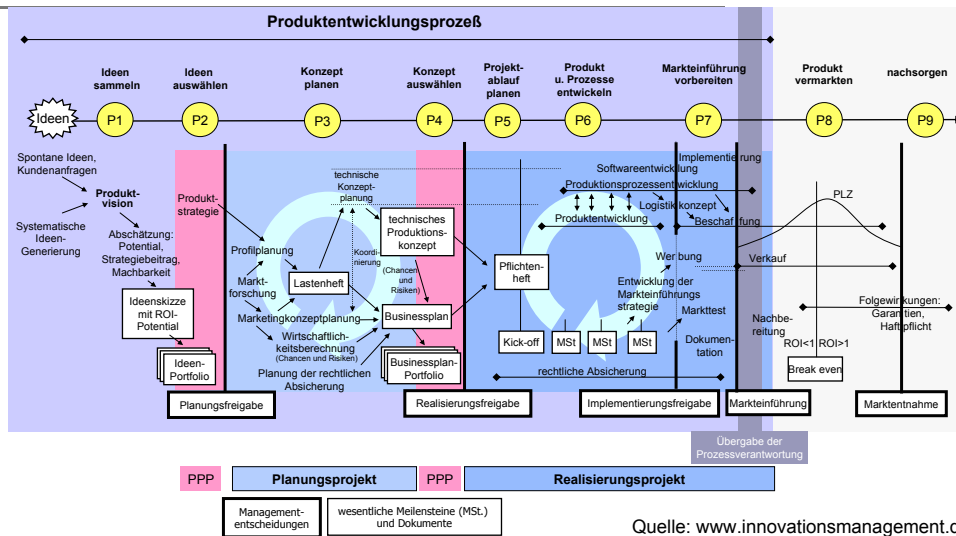 Produktentwicklungsprozeß
Ideen
sammeln
Ideen
auswählen
Konzept
planen
Konzept
auswählen
Projekt-
ablauf
planen
Produkt
u. Prozesse
entwickeln
Markteinführung
vorbereiten
Produkt
vermarkten
nachsorgen
Ideen
P1
P2
P3
P4
P5
P6
P7
P8
P9
Spontane Ideen,
Kundenanfragen
Produkt-
vision
Systematische
Ideen-
Generierung
Abschätzung:
Potential,
Strategiebeitrag,
Machbarkeit
Ideenskizze
mit ROI-
Potential
Ideen-
Portfolio
Produkt-
strategie
Profilplanung
Markt-
forschung
Lastenheft
Marketingkonzeptplanung
Wirtschaftlich-
keitsberechnung
(Chancen und Risiken)
Planung der rechtlichen
Absicherung
technische
Konzept-
planung
Koordi-
nierung
technisches
Produktions-
konzept
(Chancen
und
Risiken)
Businessplan
Businessplan-
Portfolio
Pflichten-
heft
Kick-off
MSt
MSt
MSt
rechtliche Absicherung
Implementierung
Softwareentwicklung
Produktionsprozessentwicklung
Logistik konzept
Produktentwicklung
Beschaffung
Werbung
Entwicklung der
Markteinführungs
strategie
Markttest
Dokumen-
tation
PLZ
Verkauf
Nachbe-
reitung
Folgewirkungen:
Garantien,
Haftpflicht
ROI<1
ROI>1
Break even
Planungsfreigabe
Realisierungsfreigabe
Implementierungsfreigabe
Markteinführung
Marktentnahme
Übergabe der
Prozessverantwortung
PPP
Planungsprojekt
PPP
Realisierungsprojekt
Management-
entscheidungen
wesentliche Meilensteine (MSt.)
und Dokumente
Quelle: www.innovationsmanagement.d